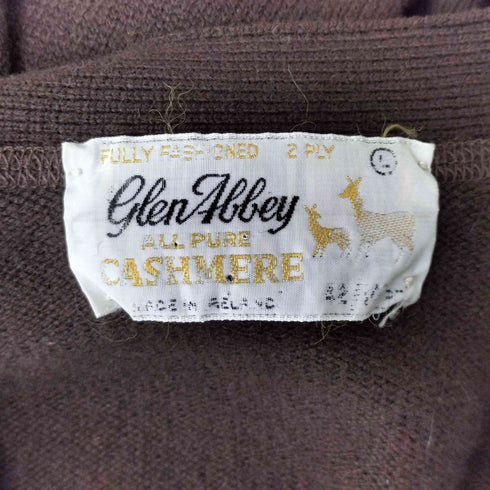 FULLY FASHIONED 2 PLY
Glen Abbey
ALL PURE
CASHMERE
MADE IN IRELAND